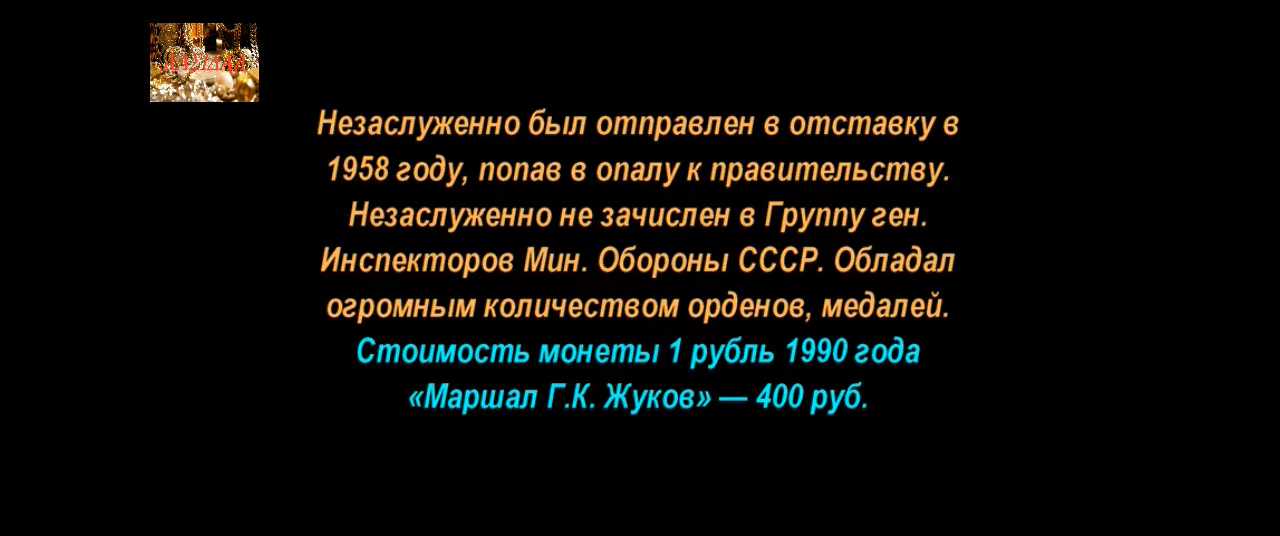 Незаслуженно был отправлен в отставку в
1958 году, попав в опалу к правительству.
Незаслуженно не зачислен в Группу ген.
Инспекторов Мин. Обороны СССР. Обладал
огромным количеством орденов, медалей.
Стоимость монеты 1 рубль 1990 года
«Маршал Г.К. Жуков» — 400 руб.